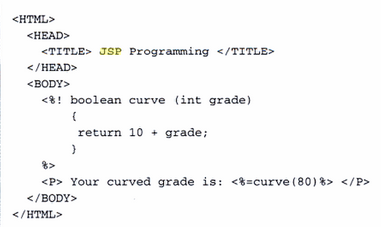 <HTML>
<HEAD>
<TITLE> JSP Programming </TITLE>
</HEAD>
<BODY>
<%! boolean curve (int grade)
{
return 10 + grade;
}
%>
<P> Your curved grade is: <%=curve(80)%> </P>
</BODY>
</HTML>